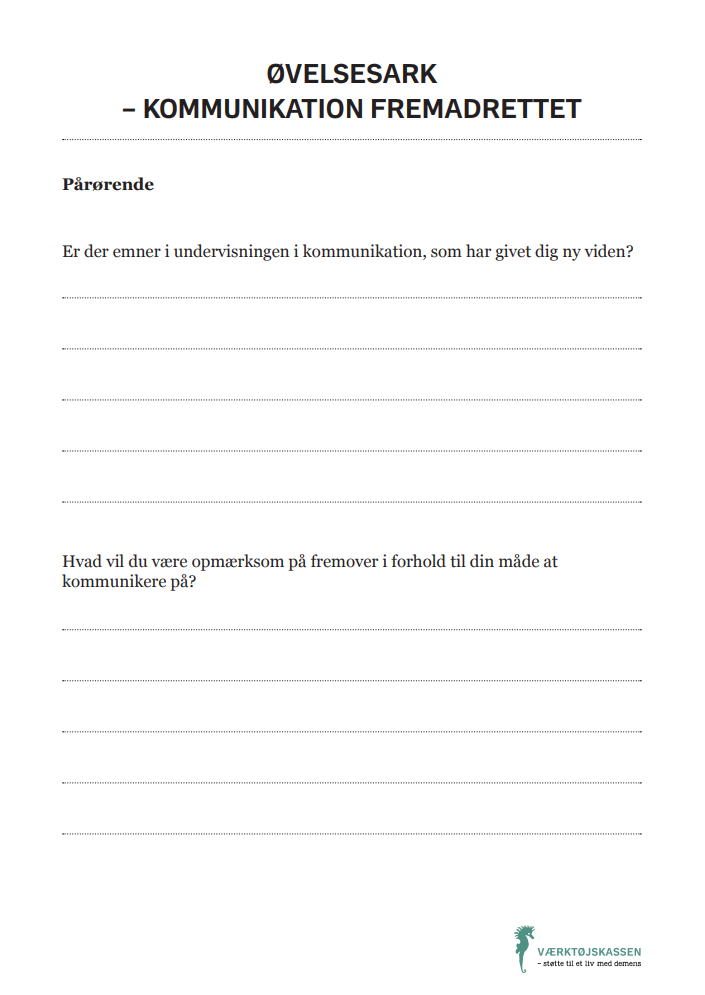 ØVELSESARK
– KOMMUNIKATION FREMADRETTET
Pårørende
Er der emner i undervisningen i kommunikation, som har givet dig ny viden?
Hvad vil du være opmærksom på fremover i forhold til din måde at
kommunikere på?
VÆRKTØJSKASSEN
– støtte til et liv med demens